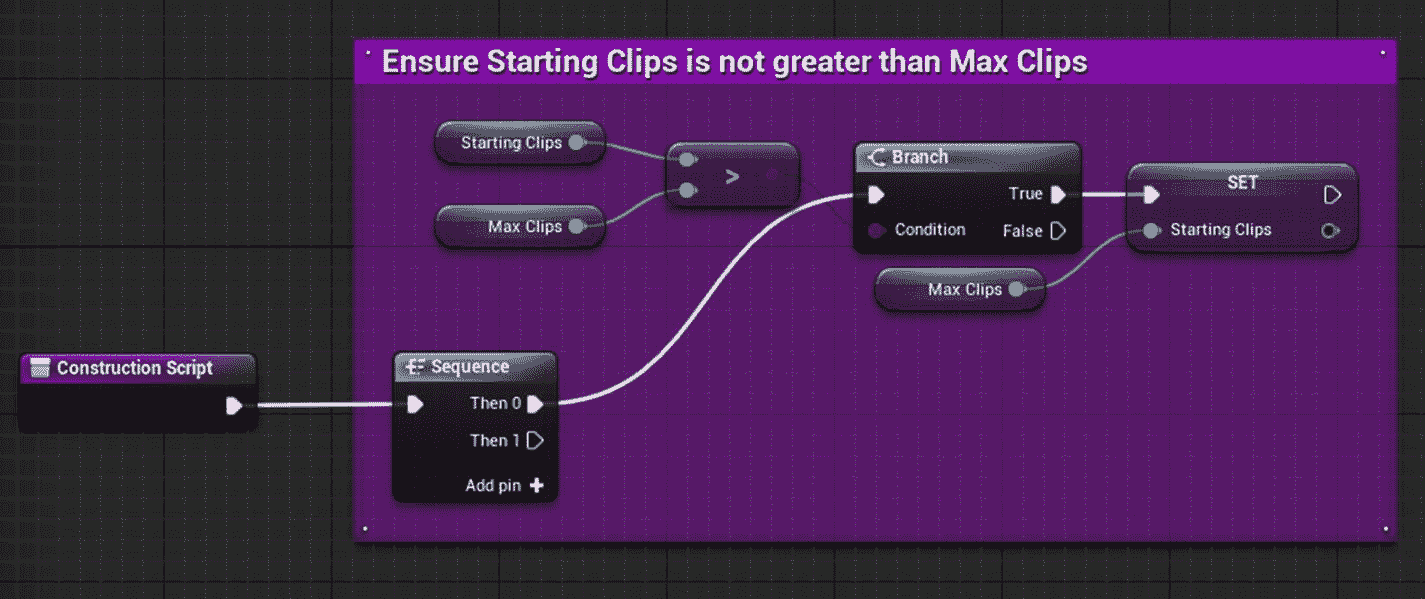 Ensure Starting Clips is not greater than Max Clips
Starting Clips
Max Clips
>
Branch
True
Condition
False
SET
Starting Clips
Max Clips
Construction Script
Sequence
Then 0
Then 1
Add pin +